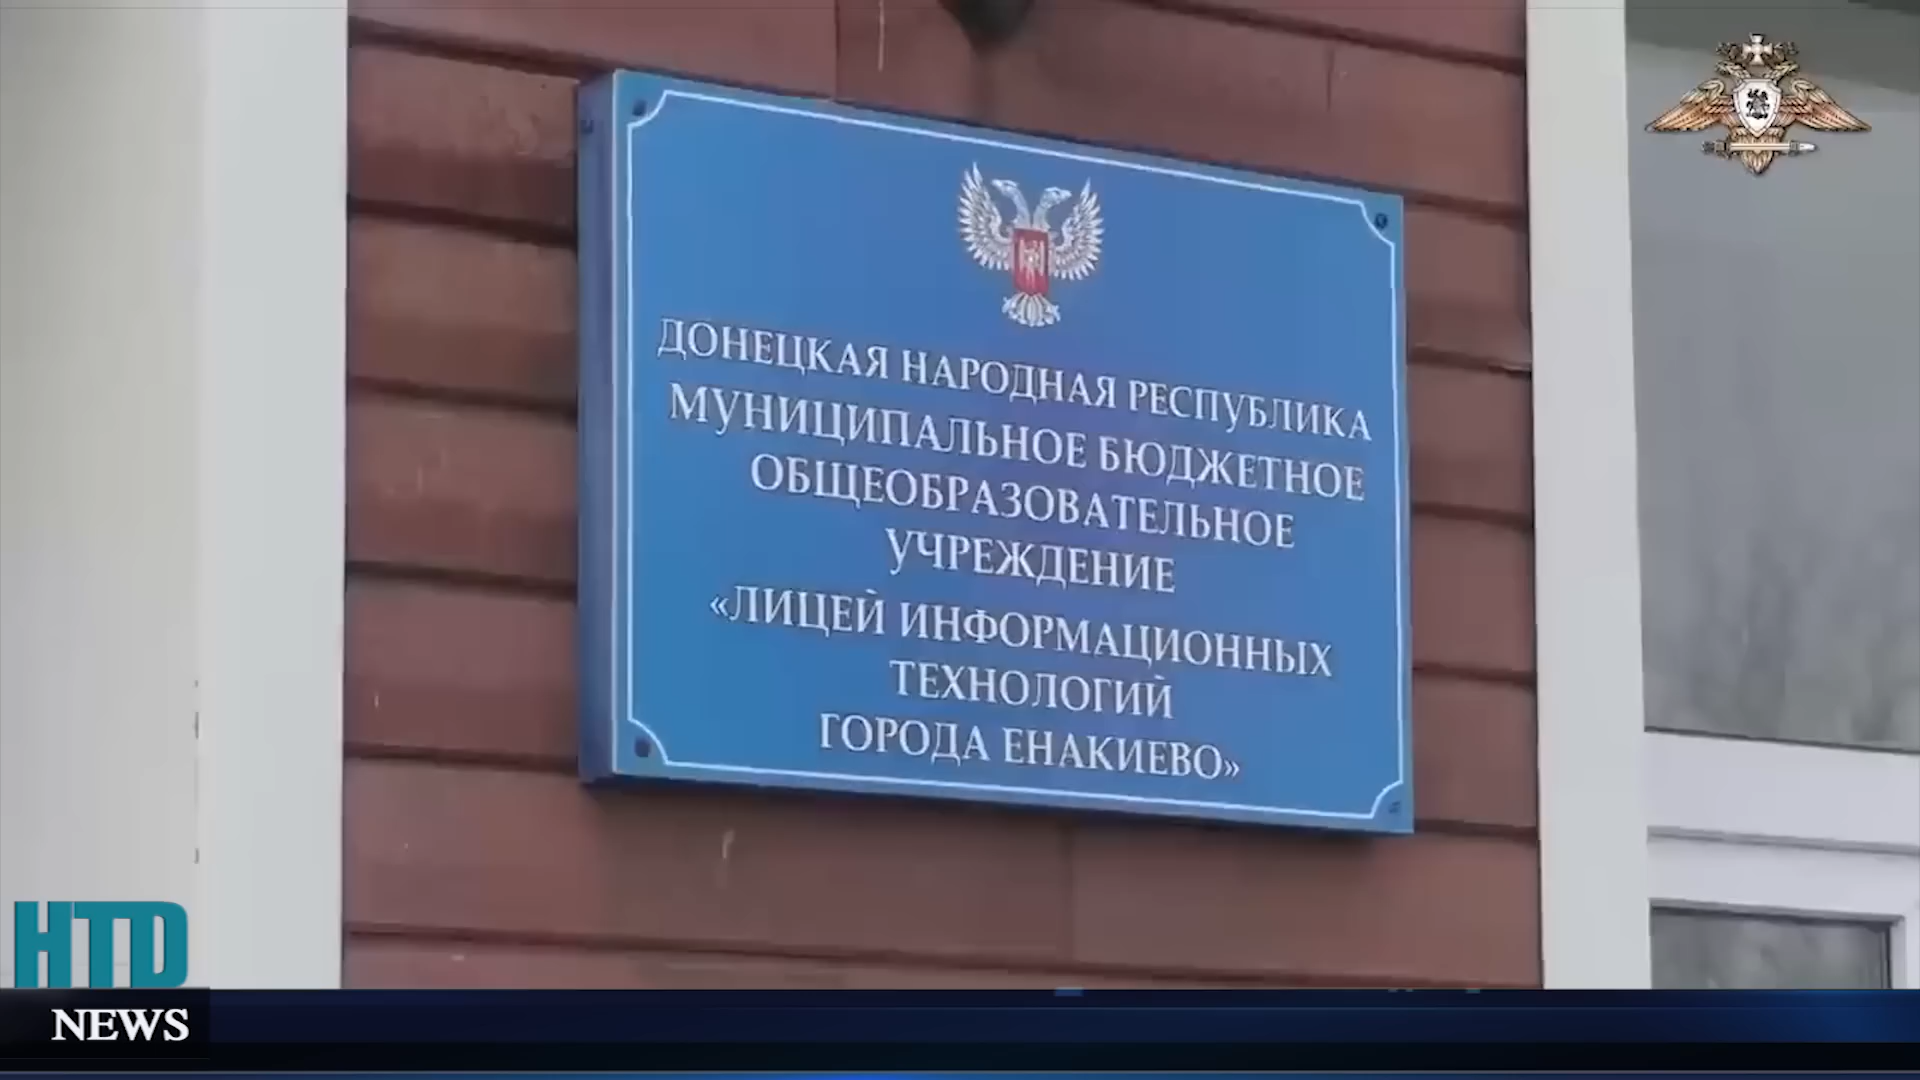 ДОНЕЦКАЯ НАРОДНАЯ РЕСПУБЛИКА
МУНИЦИПАЛЬНОЕ БЮДЖЕТНОЕ
ОБЩЕОБРАЗОВАТЕЛЬНОЕ
УЧРЕЖДЕНИЕ
«ЛИЦЕЙ ИНФОРМАЦИОННЫХ
ТЕХНОЛОГИЙ
ГОРОДА ЕНАКИЕВО»
HTD
NEWS